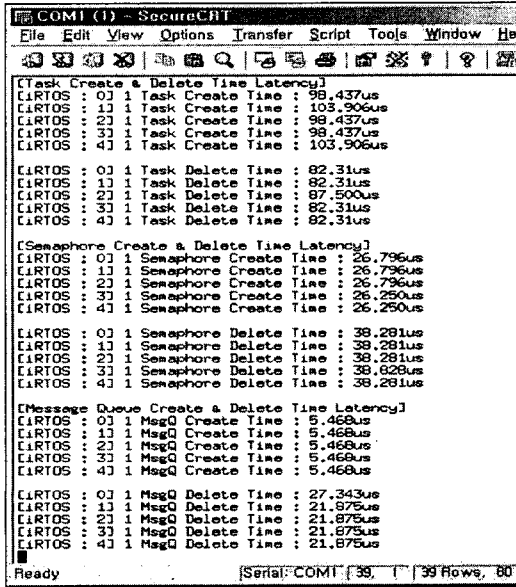 COM1 (1) - SecureCRT
File Edit View Options Transfer Script Tools Window He
[Task Create & Delete Time Latency]
[iRTOS : 0] 1 Task Create Time : 98.437us
[iRTOS : 1] 1 Task Create Time : 103.906us
[iRTOS : 2] 1 Task Create Time : 98.437us
[iRTOS : 3] 1 Task Create Time : 98.437us
[iRTOS : 4] 1 Task Create Time : 103.906us
[iRTOS : 0] 1 Task Delete Time : 82.31us
[iRTOS : 1] 1 Task Delete Time : 82.31us
[iRTOS : 2] 1 Task Delete Time : 87.500us
[iRTOS : 3] 1 Task Delete Time : 82.31us
[iRTOS : 4] 1 Task Delete Time : 82.31us
[Semaphore Create & Delete Time Latency]
[iRTOS : 0] 1 Semaphore Create Time : 26.796us
[iRTOS : 1] 1 Semaphore Create Time : 26.796us
[iRTOS : 2] 1 Semaphore Create Time : 26.796us
[iRTOS : 3] 1 Semaphore Create Time : 26.250us
[iRTOS : 4] 1 Semaphore Create Time : 26.250us
[iRTOS : 0] 1 Semaphore Delete Time : 38.281us
[iRTOS : 1] 1 Semaphore Delete Time : 38.281us
[iRTOS : 2] 1 Semaphore Delete Time : 38.281us
[iRTOS : 3] 1 Semaphore Delete Time : 38.828us
[iRTOS : 4] 1 Semaphore Delete Time : 38.281us
[Message Queue Create & Delete Time Latency]
[iRTOS : 0] 1 MsgQ Create Time : 5.468us
[iRTOS : 1] 1 MsgQ Create Time : 5.468us
[iRTOS : 2] 1 MsgQ Create Time : 5.468us
[iRTOS : 3] 1 MsgQ Create Time : 5.468us
[iRTOS : 4] 1 MsgQ Create Time : 5.468us
[iRTOS : 0] 1 MsgQ Delete Time : 27.343us
[iRTOS : 1] 1 MsgQ Delete Time : 21.875us
[iRTOS : 2] 1 MsgQ Delete Time : 21.875us
[iRTOS : 3] 1 MsgQ Delete Time : 21.875us
[iRTOS : 4] 1 MsgQ Delete Time : 21.875us
Ready Serial: COM1 39, 1 39 Rows, 80